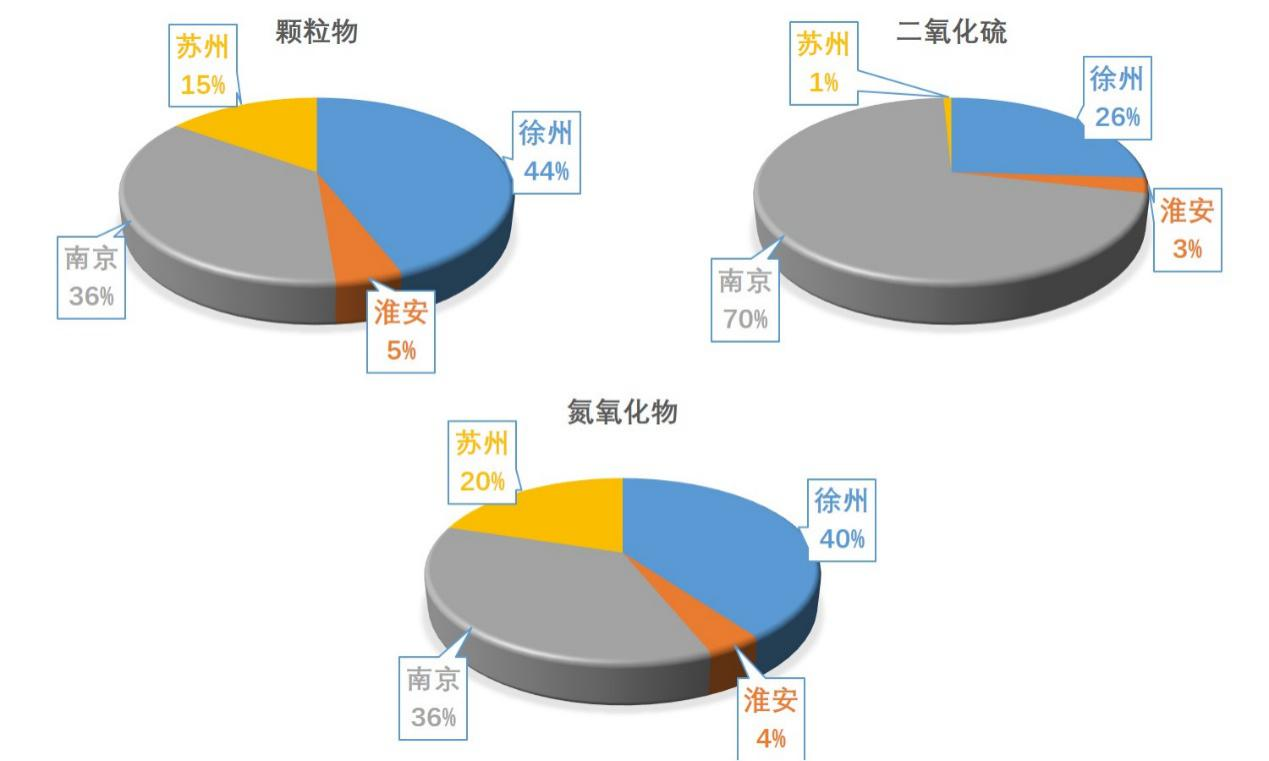 颗粒物
苏州
15%
徐州
44%
南京
36%
淮安
5%
二氧化硫
苏州
1%
徐州
26%
淮安
3%
南京
70%
氮氧化物
苏州
20%
徐州
40%
南京
36%
淮安
4%